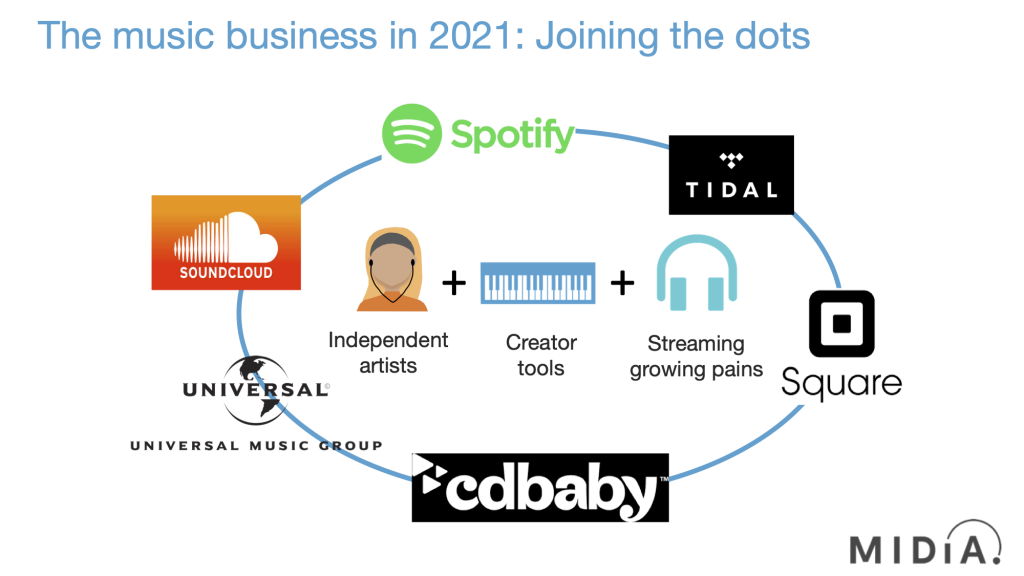 The music business in 2021: Joining the dots
Spotify
TIDAL
SOUNDCLOUD
+
+
Independent
artists
Creator
tools
Streaming
growing pains
Square
UNIVERSAL©
UNIVERSAL MUSIC GROUP
cdbaby™
MIDiA.